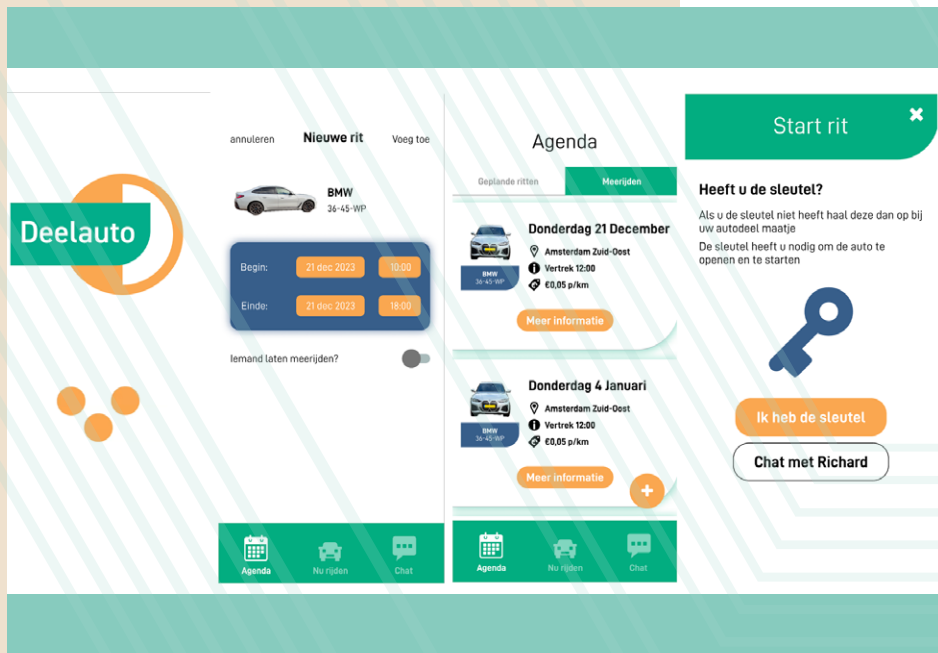 Deelauto
annuleren Nieuwe rit Voeg toe
BMW
36-45-WP
Begin: 21 dec 2023 10:00
Einde: 21 dec 2023 18:00
Iemand laten meerijden?
Agenda Nu rijden Chat
Agenda
Geplande ritten Meerijden
Donderdag 21 December
Amsterdam Zuid-Oost
Vertrek 12:00
€0,05 p/km
BMW
36-45-WP
Meer informatie
Donderdag 4 Januari
Amsterdam Zuid-Oost
Vertrek 12:00
€0,05 p/km
BMW
36-45-WP
Meer informatie
+
Agenda Nu rijden Chat
Start rit
Heeft u de sleutel?
Als u de sleutel niet heeft haal deze dan op bij
uw autodeel maatje
De sleutel heeft u nodig om de auto te
openen en te starten
Ik heb de sleutel
Chat met Richard